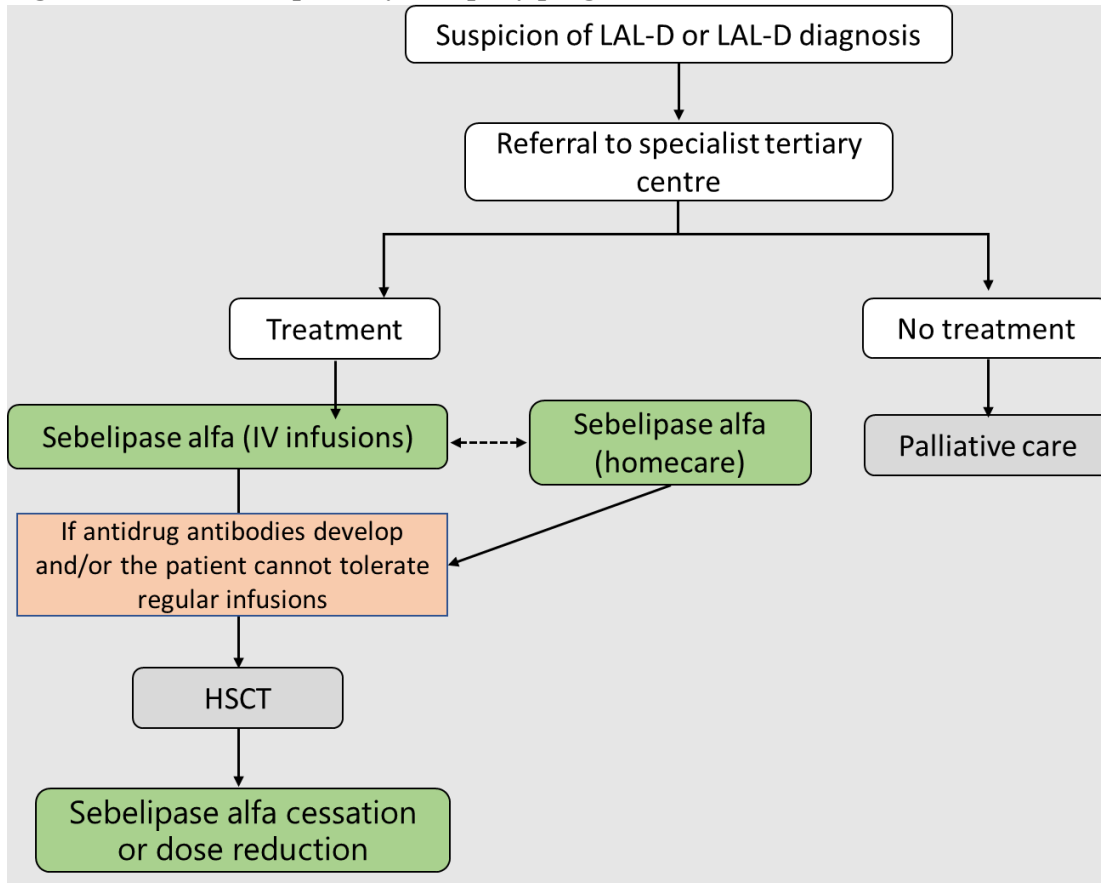 Suspicion of LAL-D or LAL-D diagnosis
Referral to specialist tertiary
centre
Treatment
No treatment
Sebelipase alfa (IV infusions)
Sebelipase alfa
(homecare)
Palliative care
If antidrug antibodies develop
and/or the patient cannot tolerate
regular infusions
HSCT
Sebelipase alfa cessation
or dose reduction